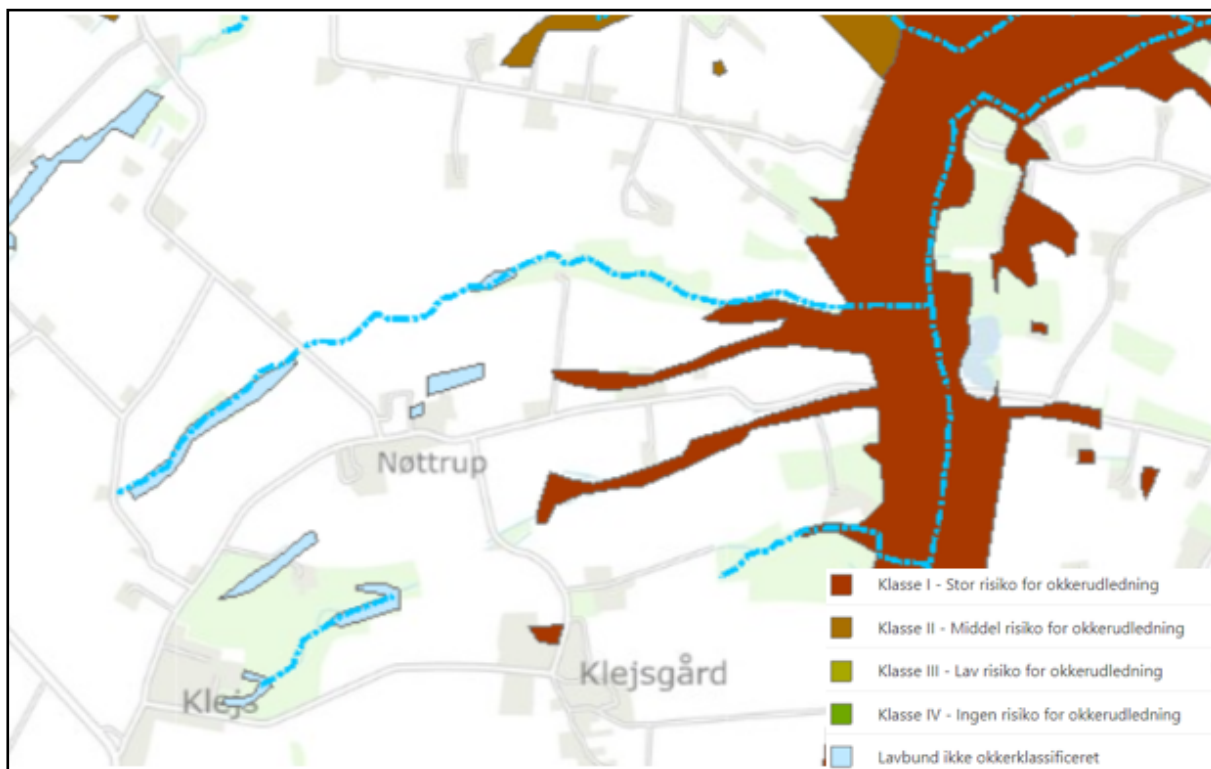 Nøttrup
Klejsgård
Klejs
Klasse I - Stor risiko for okkerudledning
Klasse II - Middel risiko for okkerudledning
Klasse III - Lav risiko for okkerudledning
Klasse IV - Ingen risiko for okkerudledning
Lavbund ikke okkerklassificeret